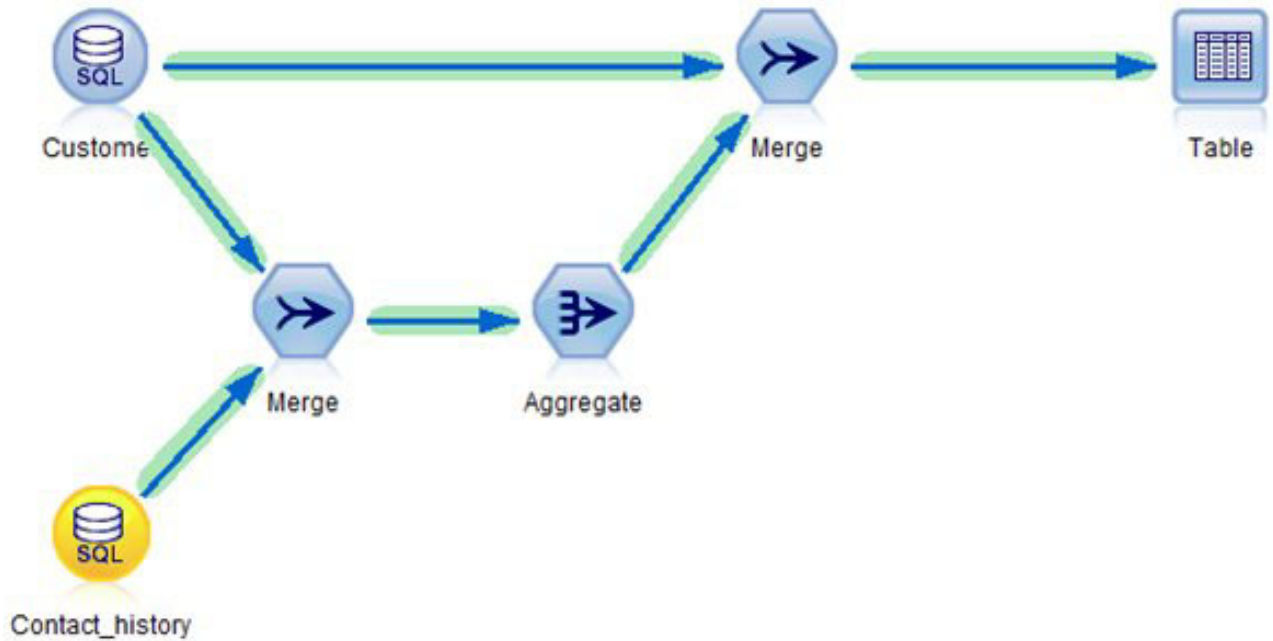 SQL
Custome
Merge
Table
Merge
Aggregate
SQL
Contact_history